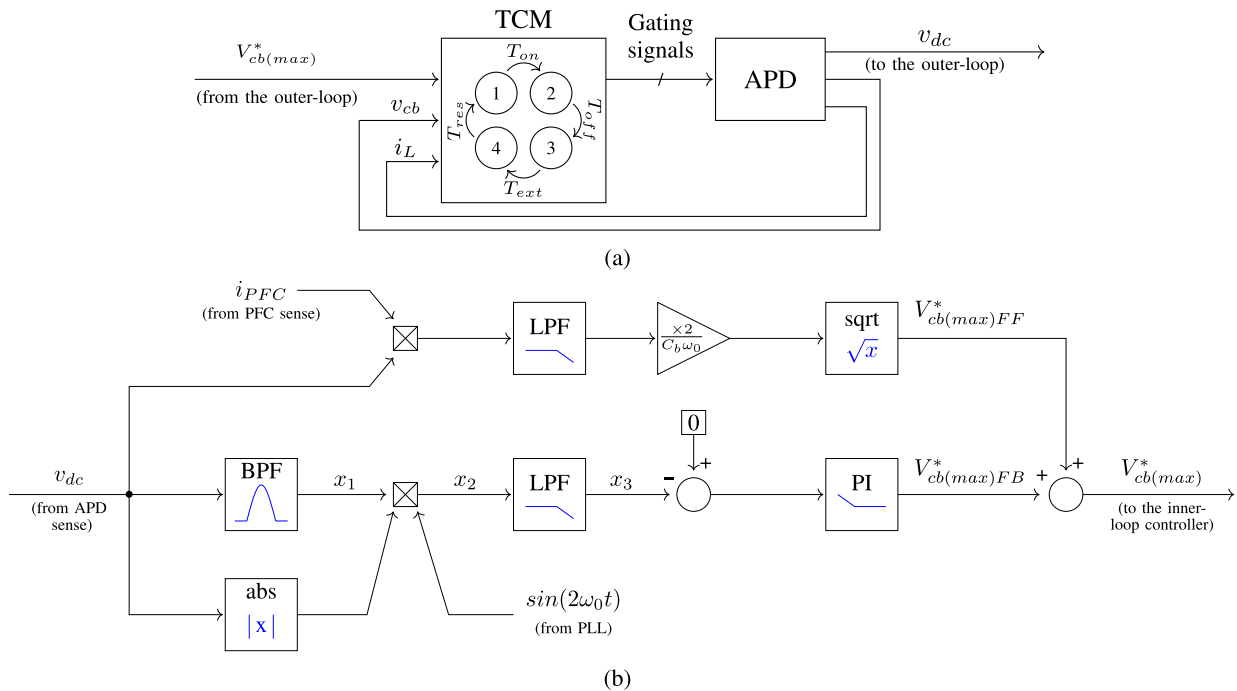 TCM
Gating
signals
V*cb(max)
(from the outer-loop)
Ton
1
2
Toff
APD
vdc
(to the outer-loop)
vcb
Tres
iL
4
3
Text
(a)
iPFC
(from PFC sense)
LPF
×2
Cbω0
sqrt
√x
V*cb(max)FF
0
+
+
vdc
(from APD
sense)
BPF
x1
x2
LPF
x3
-
PI
V*cb(max)FB
+
V*cb(max)
(to the inner-
loop controller)
abs
|x|
sin(2ω0t)
(from PLL)
(b)